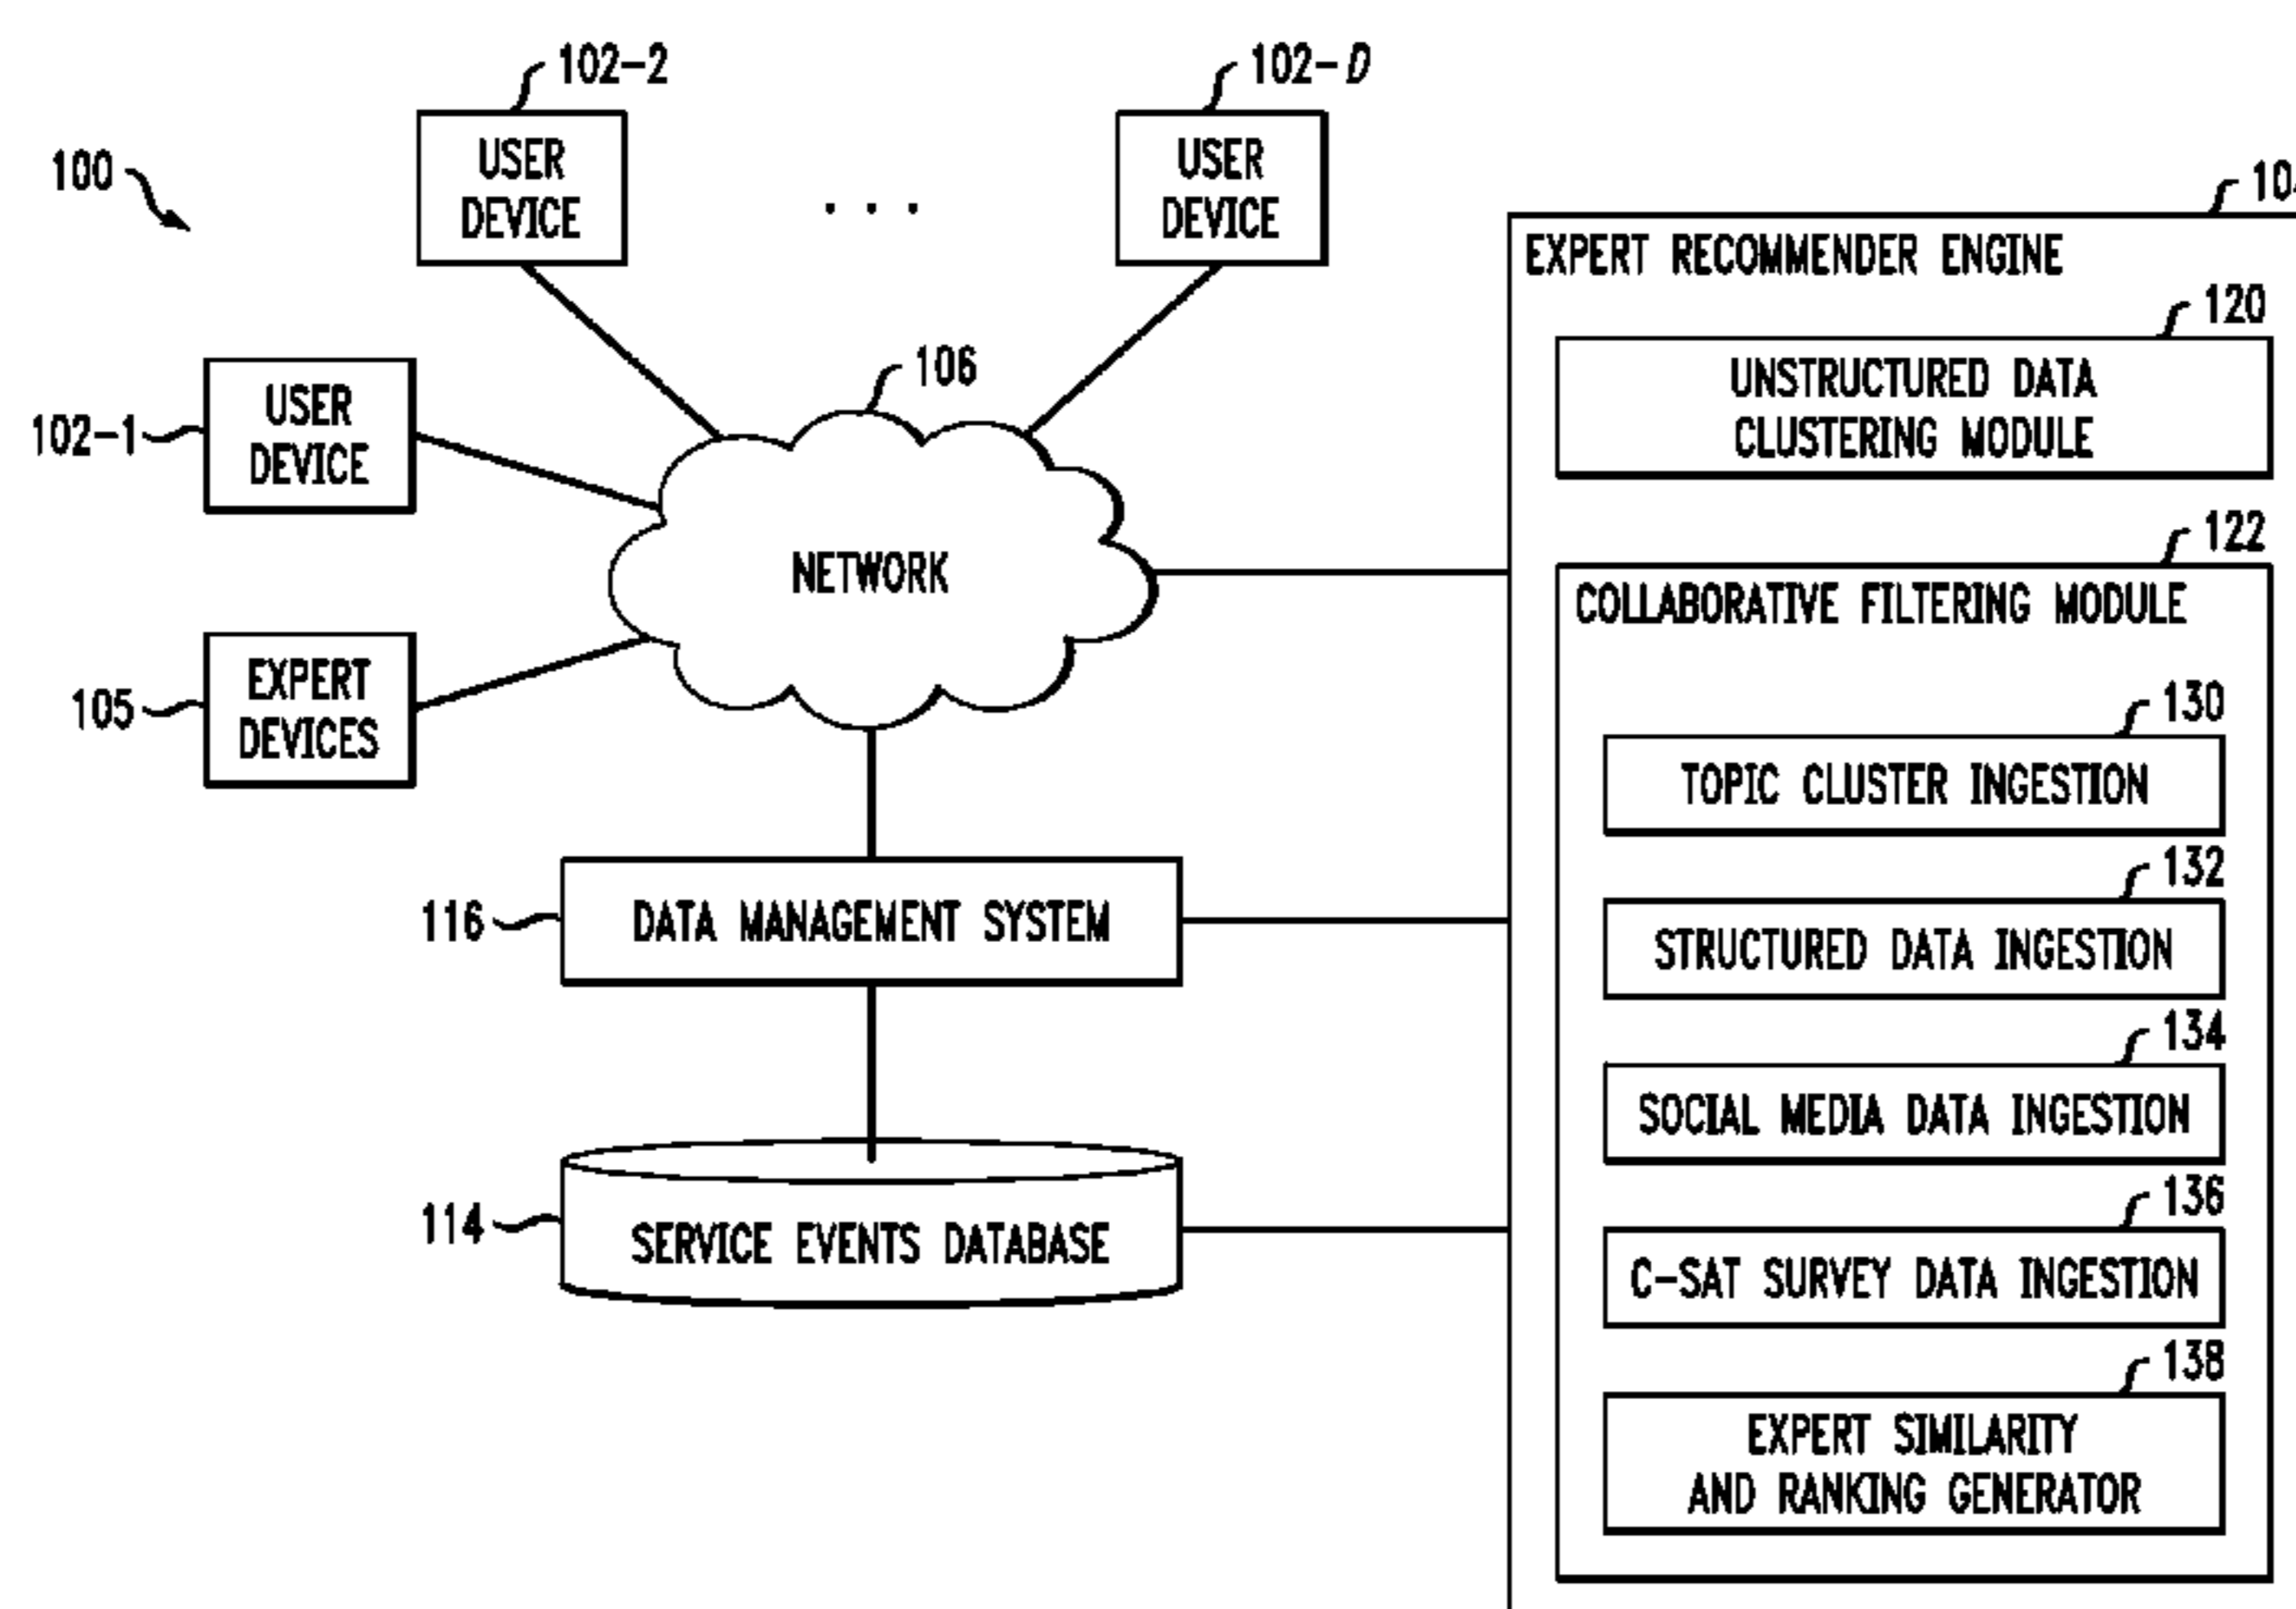 102-2
102-D
100
USER
DEVICE
. . .
USER
DEVICE
EXPERT RECOMMENDER ENGINE
120
UNSTRUCTURED DATA
CLUSTERING MODULE
106
102-1
USER
DEVICE
NETWORK
122
COLLABORATIVE FILTERING MODULE
105
EXPERT
DEVICES
130
TOPIC CLUSTER INGESTION
116
DATA MANAGEMENT SYSTEM
132
STRUCTURED DATA INGESTION
134
SOCIAL MEDIA DATA INGESTION
114
SERVICE EVENTS DATABASE
136
C-SAT SURVEY DATA INGESTION
138
EXPERT SIMILARITY
AND RANKING GENERATOR